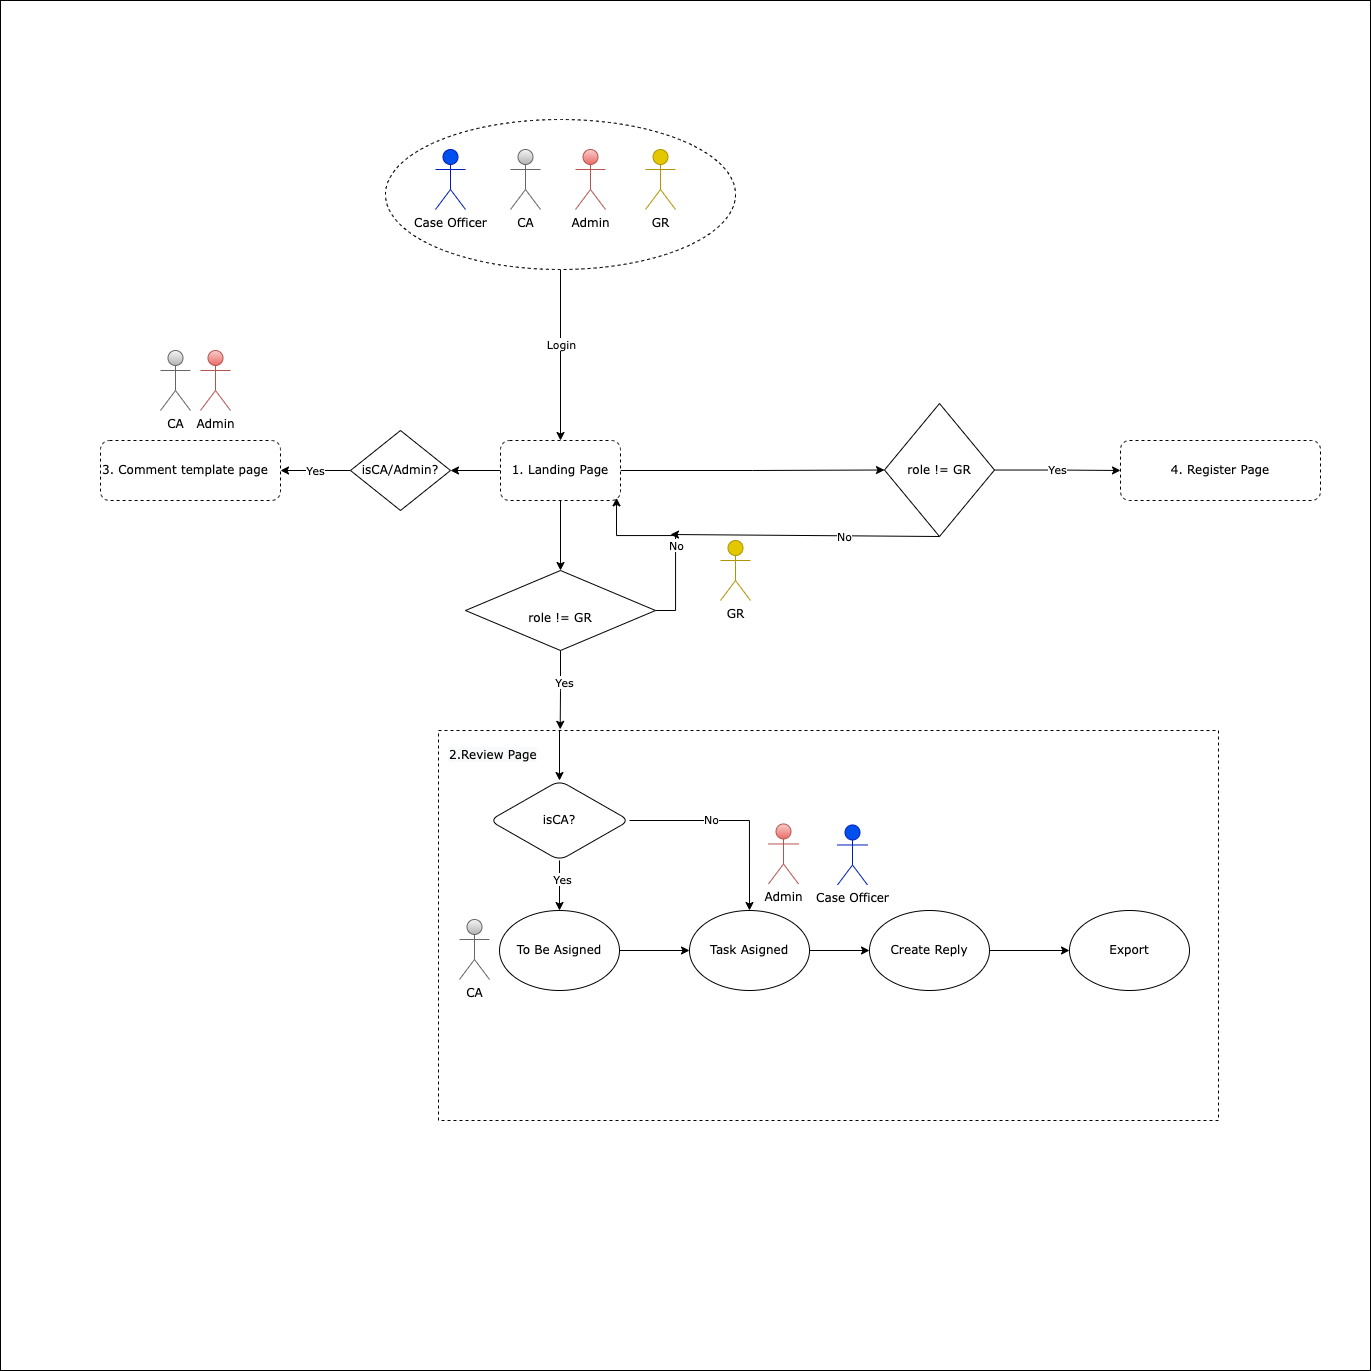 Case Officer
CA
Admin
GR
Login
CA
Admin
3. Comment template page
Yes
isCA/Admin?
1. Landing Page
role != GR
Yes
4. Register Page
No
No
GR
role != GR
Yes
2.Review Page
isCA?
No
Yes
Admin
Case Officer
CA
To Be Asigned
Task Asigned
Create Reply
Export